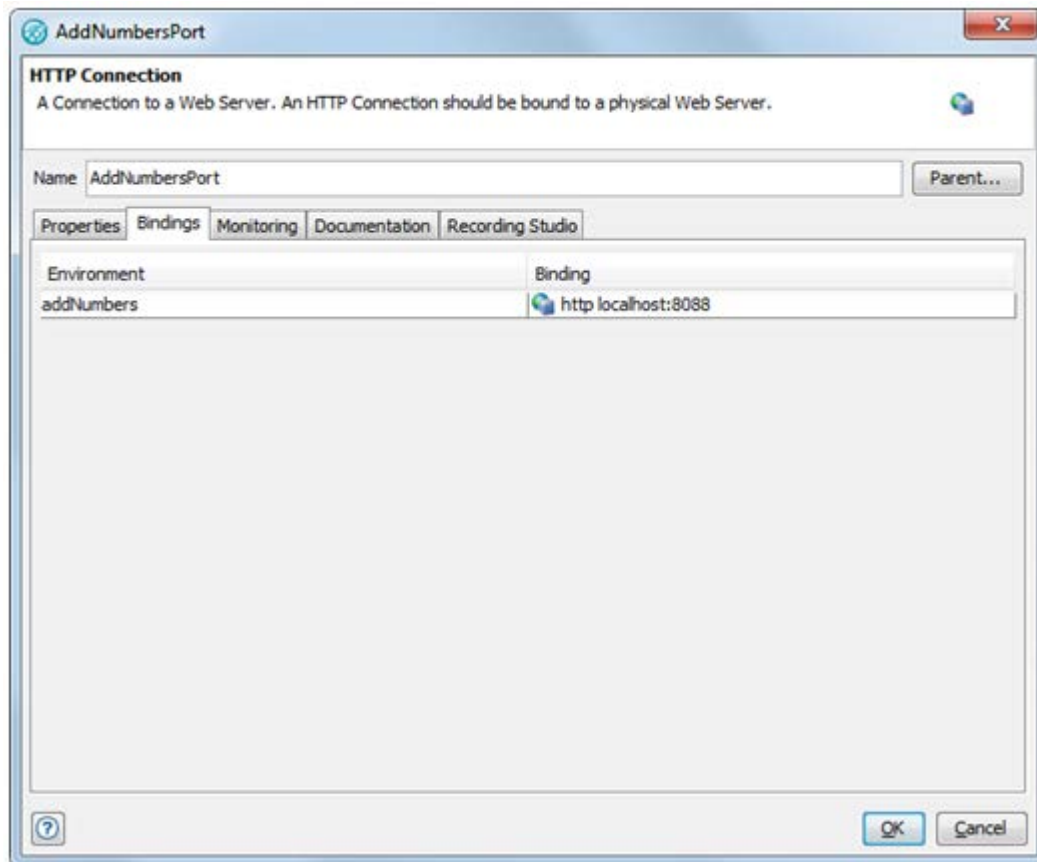 AddNumbersPort
HTTP Connection
A Connection to a Web Server. An HTTP Connection should be bound to a physical Web Server.
Name AddNumbersPort Parent...
Properties Bindings Monitoring Documentation Recording Studio
Environment Binding
addNumbers http localhost:8088
? OK Cancel